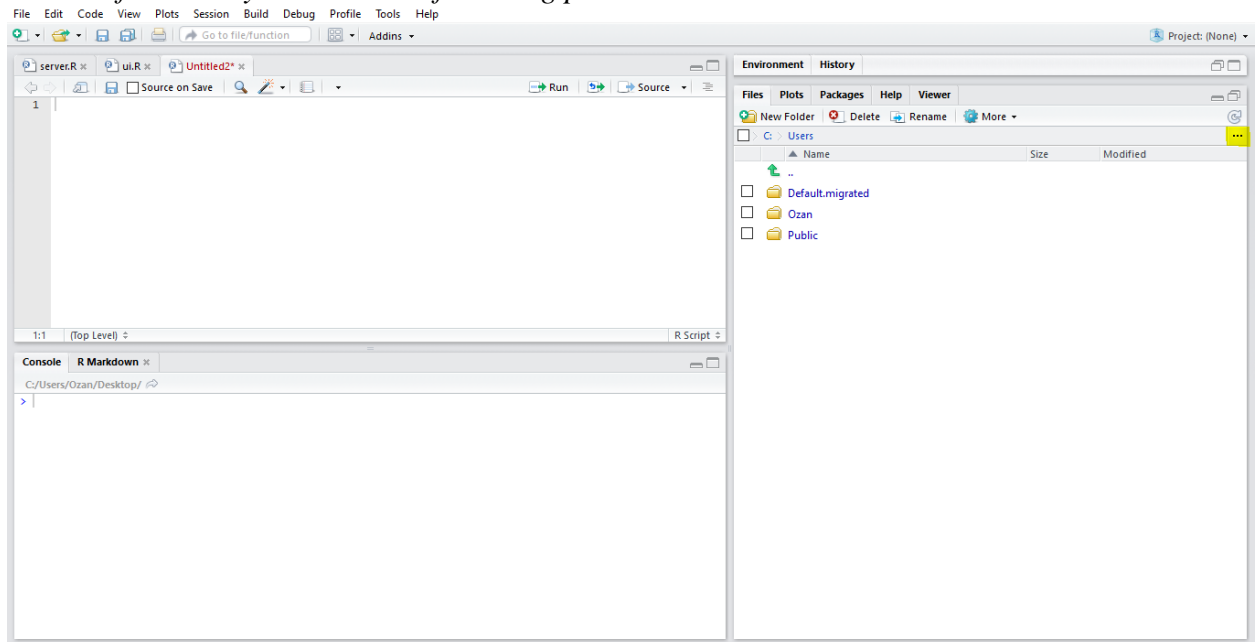 File Edit Code View Plots Session Build Debug Profile Tools Help
Go to file/function Addins Project: (None)
server.R ui.R Untitled2*
Source on Save Run Source
1
1:1 (Top Level) R Script
Console R Markdown
C:/Users/Ozan/Desktop/
>
Environment History
Files Plots Packages Help Viewer
New Folder Delete Rename More
C: Users ...
Name Size Modified
..
Default.migrated
Ozan
Public